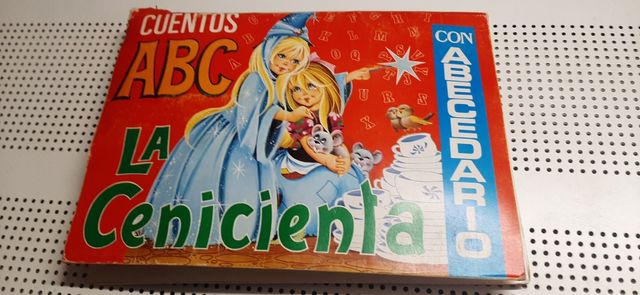 CUENTOS
ABC
LA
Cenicienta
CON
ABECEDARIO